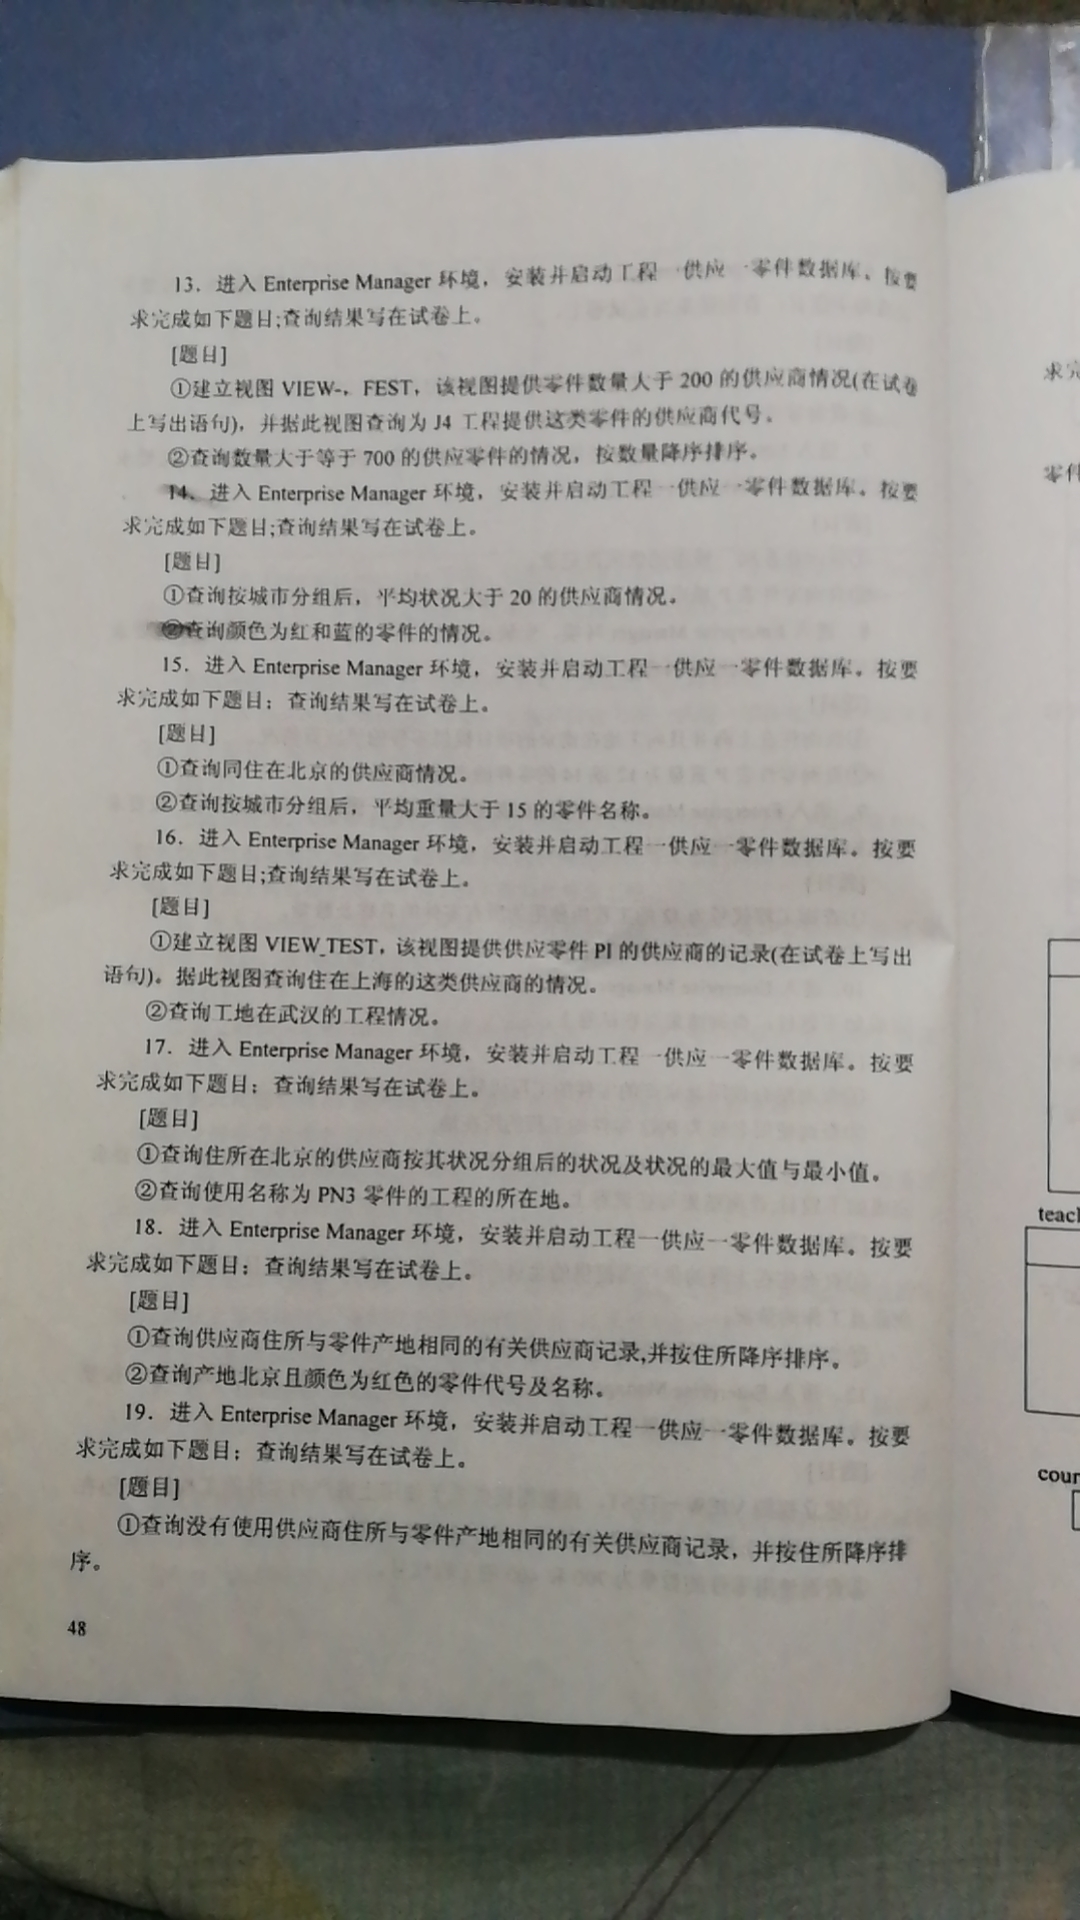 13．进入 Enterprise Manager 环境，安装并启动工程一供应一零件数据库、按要
求完成如下题目;查询结果写在试卷上。
[题目]
①建立视图 VIEW-，FEST，该视图提供零件数量大于 200 的供应商情况(在试卷
上写出语句)，并据此视图查询为 J4 工程提供这类零件的供应商代号。
②查询数量大于等于 700 的供应零件的情况，按数量降序排序。
14、进入 Enterprise Manager 环境，安装并启动工程一供应一零件数据库。按要
求完成如下题目;查询结果写在试卷上。
[题目]
①查询按城市分组后，平均状况大于 20 的供应商情况。
②查询颜色为红和蓝的零件的情况。
15．进入 Enterprise Manager 环境，安装并启动工程一供应一零件数据库。按要
求完成如下题目：查询结果写在试卷上。
[题目]
①查询同住在北京的供应商情况。
②查询按城市分组后，平均重量大于 15 的零件名称。
16．进入 Enterprise Manager 环境，安装并启动工程一供应一零件数据库。按要
求完成如下题目;查询结果写在试卷上。
[题目]
①建立视图 VIEW_TEST，该视图提供供应零件 PI 的供应商的记录(在试卷上写出
语句)。据此视图查询住在上海的这类供应商的情况。
②查询工地在武汉的工程情况。
17．进入 Enterprise Manager 环境，安装并启动工程一供应一零件数据库。按要
求完成如下题目：查询结果写在试卷上。
[题目]
①查询住所在北京的供应商按其状况分组后的状况及状况的最大值与最小值。
②查询使用名称为 PN3 零件的工程的所在地。
18．进入 Enterprise Manager 环境，安装并启动工程一供应一零件数据库。按要
求完成如下题目：查询结果写在试卷上。
[题目]
①查询供应商住所与零件产地相同的有关供应商记录,并按住所降序排序。
②查询产地北京且颜色为红色的零件代号及名称。
19．进入 Enterprise Manager 环境，安装并启动工程一供应一零件数据库。按要
求完成如下题目：查询结果写在试卷上。
[题目]
①查询没有使用供应商住所与零件产地相同的有关供应商记录，并按住所降序排
序。
48
求完
零件
teach
cour